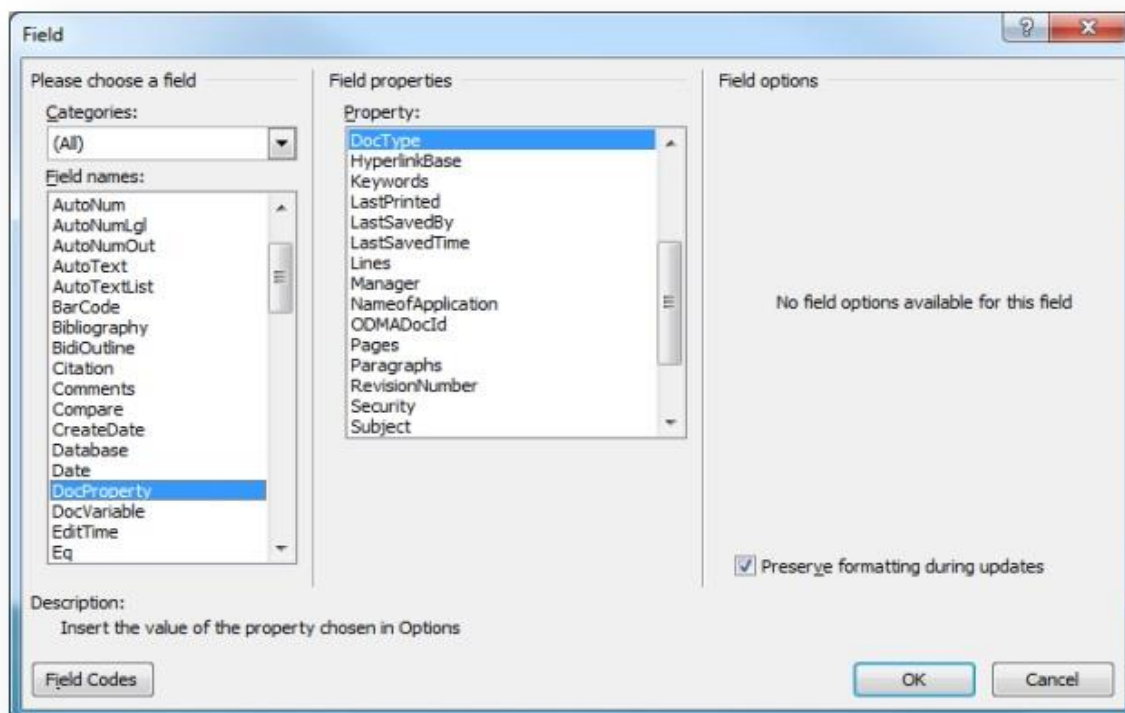 Field
Please choose a field
Categories:
(All)
Field names:
AutoNum
AutoNumLgl
AutoNumOut
AutoText
AutoTextList
BarCode
Bibliography
BidiOutline
Citation
Comments
Compare
CreateDate
Database
Date
DocProperty
DocVariable
EditTime
Eq
Field properties
Property:
DocType
HyperlinkBase
Keywords
LastPrinted
LastSavedBy
LastSavedTime
Lines
Manager
NameofApplication
ODMADocId
Pages
Paragraphs
RevisionNumber
Security
Subject
Field options
No field options available for this field
Preserve formatting during updates
Description:
Insert the value of the property chosen in Options
Field Codes
OK
Cancel